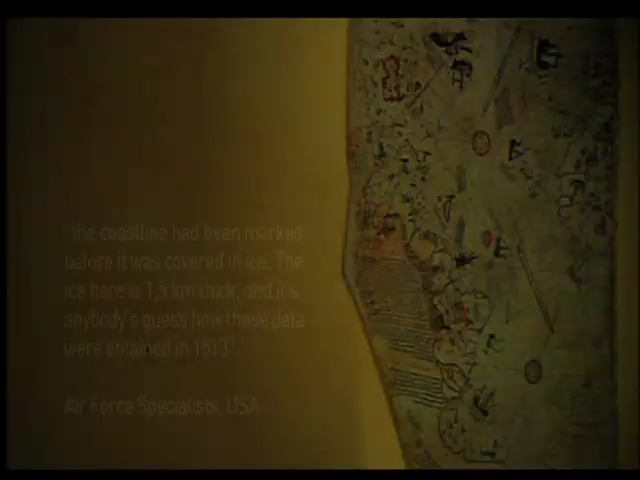 "the coastline had been marked
before it was covered in ice. The
ice here is 1,5 km thick, and it's
anybody's guess how those data
were obtained in 1513".
Air Force Specialists, USA